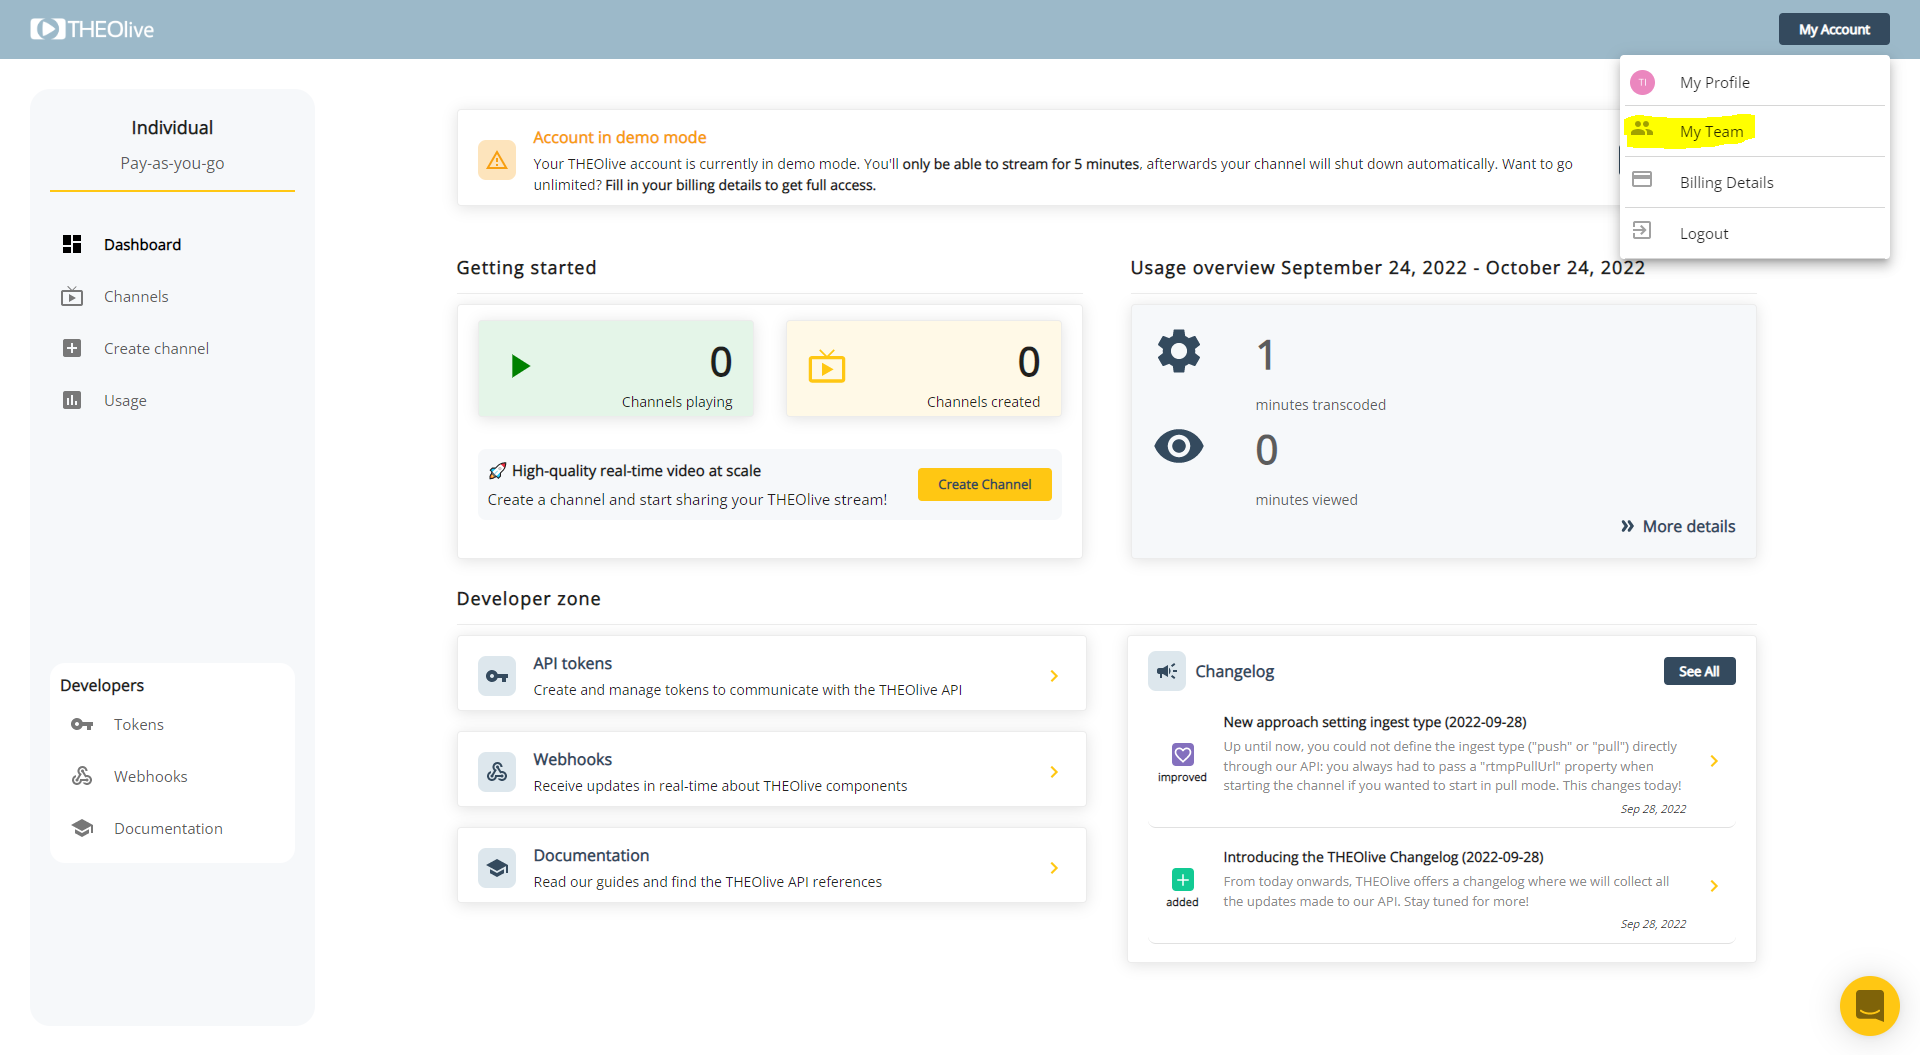 THEOlive
My Account
TI
My Profile
My Team
Billing Details
Logout
Individual
Pay-as-you-go
Dashboard
Channels
Create channel
Usage
Developers
Tokens
Webhooks
Documentation
Account in demo mode
Your THEOlive account is currently in demo mode. You'll only be able to stream for 5 minutes, afterwards your channel will shut down automatically. Want to go
unlimited? Fill in your billing details to get full access.
Getting started
0
Channels playing
0
Channels created
High-quality real-time video at scale
Create a channel and start sharing your THEOlive stream!
Create Channel
Usage overview September 24, 2022 - October 24, 2022
1
minutes transcoded
0
minutes viewed
More details
Developer zone
API tokens
Create and manage tokens to communicate with the THEOlive API
Webhooks
Receive updates in real-time about THEOlive components
Documentation
Read our guides and find the THEOlive API references
Changelog
See All
New approach setting ingest type (2022-09-28)
Up until now, you could not define the ingest type ("push" or "pull") directly
through our API: you always had to pass a "rtmpPullUrl" property when
starting the channel if you wanted to start in pull mode. This changes today!
improved
Sep 28, 2022
Introducing the THEOlive Changelog (2022-09-28)
From today onwards, THEOlive offers a changelog where we will collect all
the updates made to our API. Stay tuned for more!
added
Sep 28, 2022